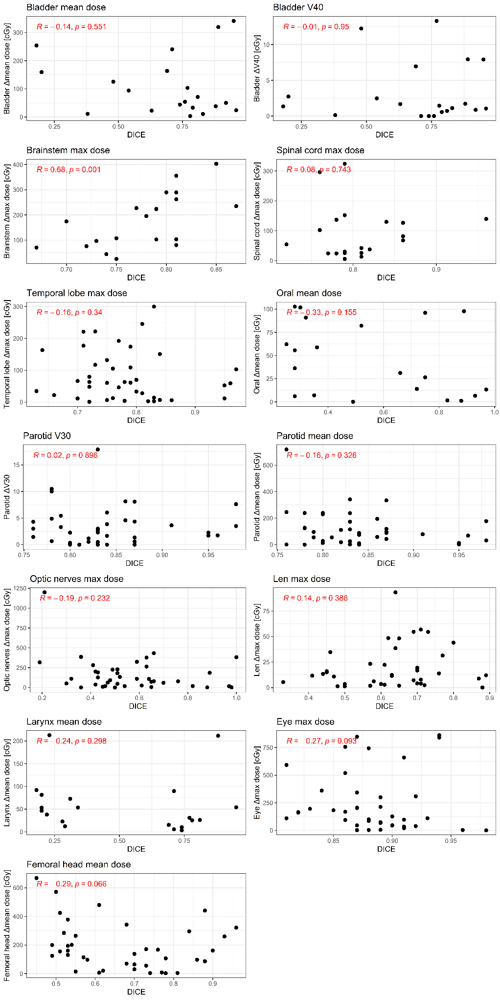 Bladder mean dose
R = − 0.14, p = 0.551
Bladder Δmean dose [cGy]
300
200
100
0
0.25 0.50 0.75
DICE
Bladder V40
R = − 0.01, p = 0.95
Bladder ΔV40 [cGy]
10
5
0
0.25 0.50 0.75
DICE
Brainstem max dose
R = 0.68, p = 0.001
Brainstem Δmax dose [cGy]
400
300
200
100
0.70 0.75 0.80 0.85
DICE
Spinal cord max dose
R = 0.08, p = 0.743
Spinal cord Δmax dose [cGy]
300
200
100
0
0.8 0.9
DICE
Temporal lobe max dose
R = − 0.16, p = 0.34
Temporal lobe Δmax dose [cGy]
300
200
100
0
0.7 0.8 0.9
DICE
Oral mean dose
R = − 0.33, p = 0.155
Oral Δmean dose [cGy]
100
75
50
25
0
0.4 0.6 0.8 1.0
DICE
Parotid V30
R = 0.02, p = 0.896
Parotid ΔV30
15
10
5
0
0.75 0.80 0.85 0.90 0.95
DICE
Parotid mean dose
R = − 0.16, p = 0.326
Parotid Δmean dose [cGy]
600
400
200
0
0.75 0.80 0.85 0.90 0.95
DICE
Optic nerves max dose
R = − 0.19, p = 0.232
Optic nerves Δmax dose [cGy]
1250
1000
750
500
250
0
0.2 0.4 0.6 0.8 1.0
DICE
Len max dose
R = 0.14, p = 0.386
Len Δmax dose [cGy]
75
50
25
0
0.4 0.5 0.6 0.7 0.8 0.9
DICE
Larynx mean dose
R = 0.24, p = 0.298
Larynx Δmean dose [cGy]
200
150
100
50
0
0.25 0.50 0.75
DICE
Eye max dose
R = 0.27, p = 0.093
Eye Δmax dose [cGy]
750
500
250
0
0.85 0.90 0.95
DICE
Femoral head mean dose
R = 0.29, p = 0.066
Femoral head Δmean dose [cGy]
600
400
200
0
0.5 0.6 0.7 0.8 0.9
DICE